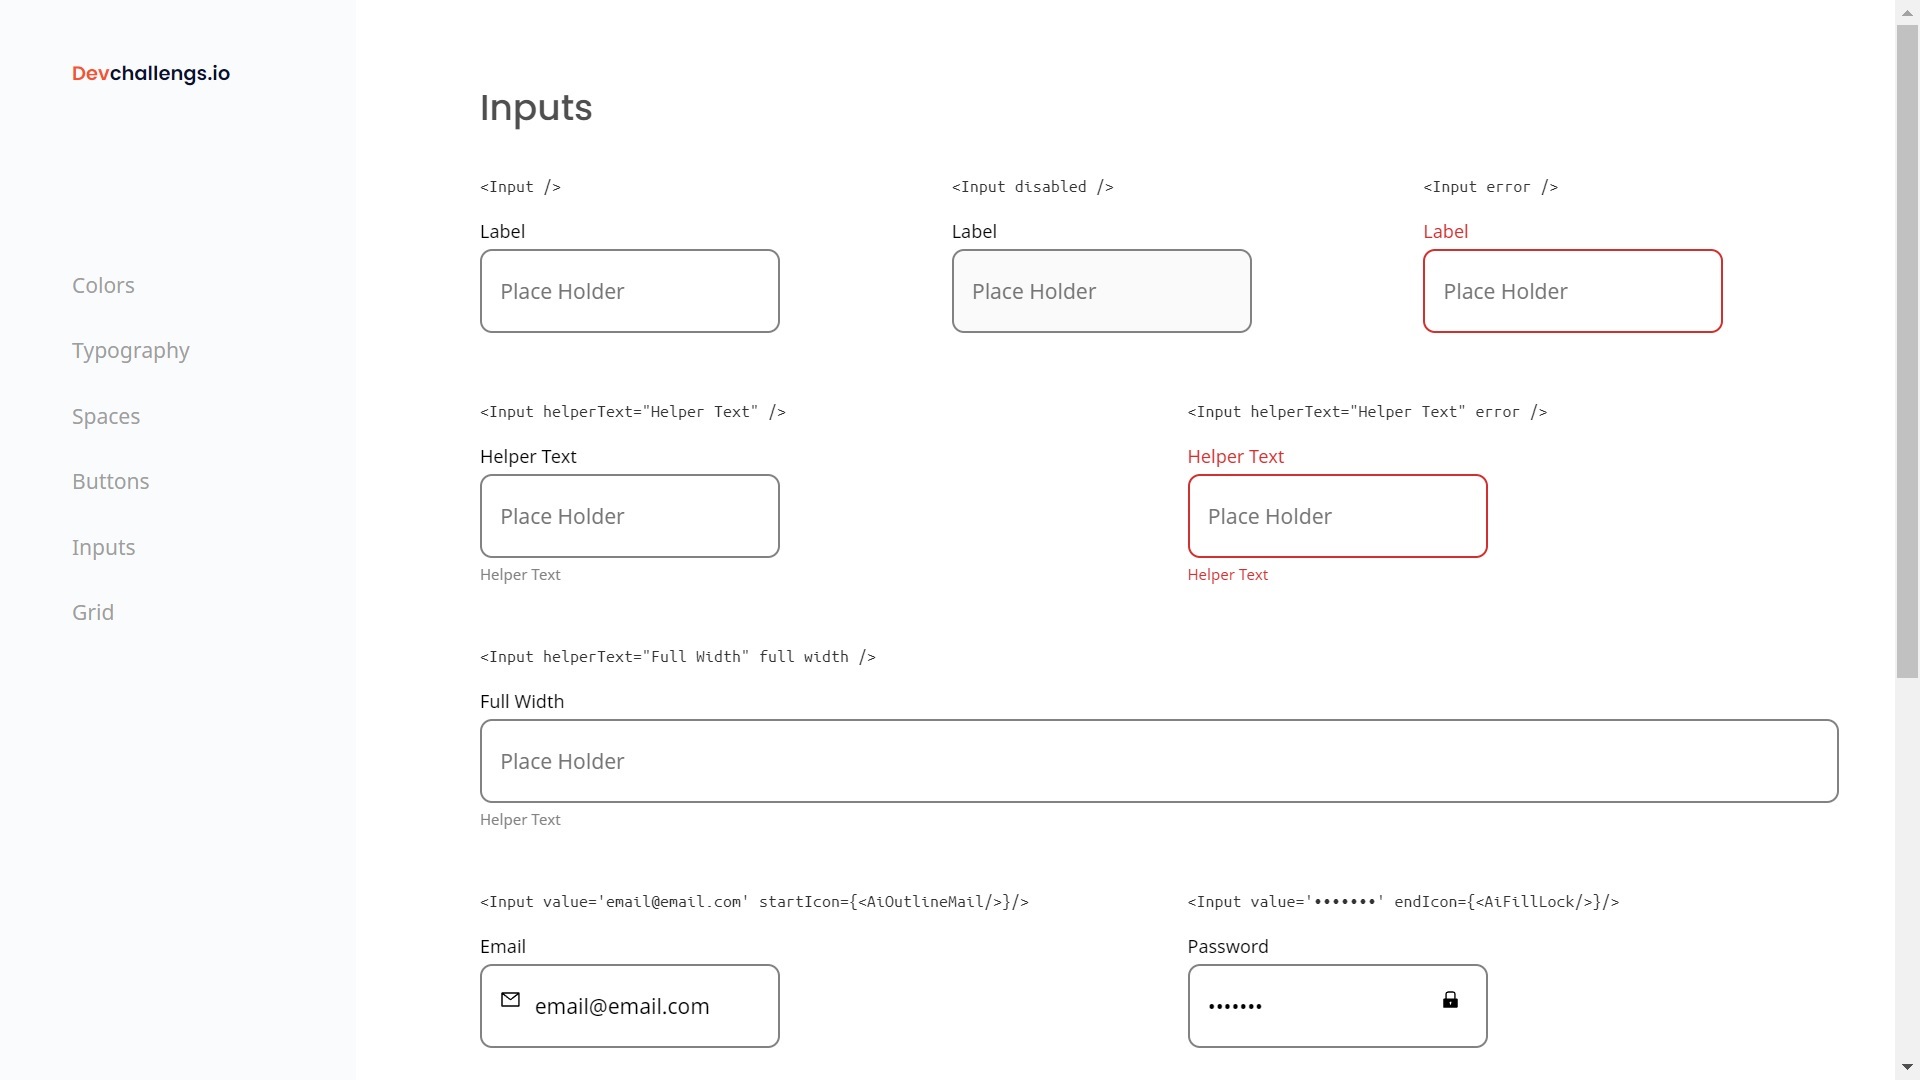 Devchallengs.io
Colors
Typography
Spaces
Buttons
Inputs
Grid
Inputs
<Input />
Label
Place Holder
<Input disabled />
Label
Place Holder
<Input error />
Label
Place Holder
<Input helperText="Helper Text" />
Helper Text
Place Holder
Helper Text
<Input helperText="Helper Text" error />
Helper Text
Place Holder
Helper Text
<Input helperText="Full Width" full width />
Full Width
Place Holder
Helper Text
<Input value='email@email.com' startIcon={<AiOutlineMail/>}/>
Email
email@email.com
<Input value='•••••••' endIcon={<AiFillLock/>}/>
Password
•••••••